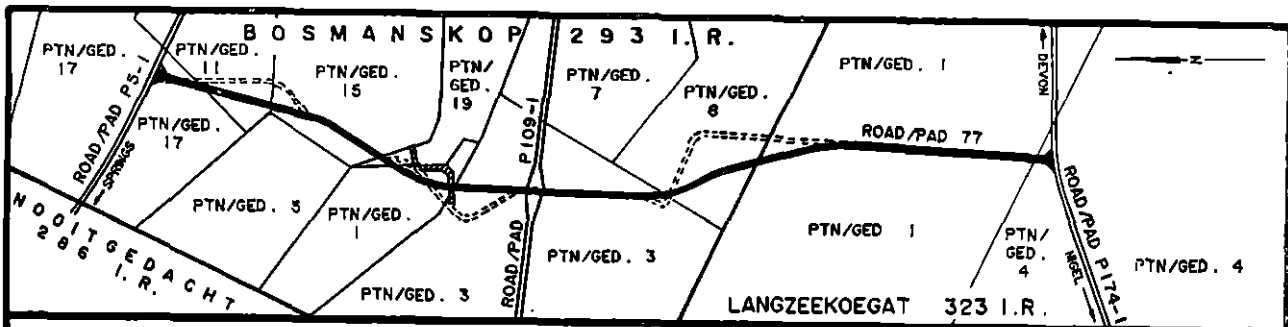 BOSMANSKOP 293 I.R.
PTN/GED.
17
PTN/GED.
11
PTN/GED.
15
PTN/
GED.
19
PTN/GED.
7
PTN/GED.
8
PTN/GED. 1
DEVON
N
ROAD/PAD P5-1
SPRINGS
PTN/GED.
17
P109-1
ROAD/PAD
ROAD/PAD 77
PTN/GED. 5
PTN/GED.
1
PTN/GED. 3
PTN/GED. 3
PTN/GED 1
PTN/
GED.
4
NIGEL
ROAD/PAD P174-1
PTN/GED. 4
NOOITGEDACHT
286 I.R.
LANGZEEKOEGAT 323 I.R.